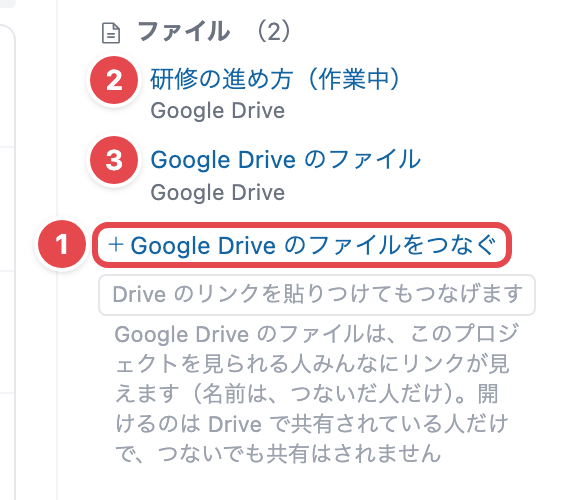 ファイル （2）
2 研修の進め方（作業中）
Google Drive
3 Google Drive のファイル
Google Drive
1 ＋Google Drive のファイルをつなぐ
Drive のリンクを貼りつけてもつなげます
Google Drive のファイルは、このプロジ
ェクトを見られる人みんなにリンクが見
えます（名前は、つないだ人だけ）。開
けるのは Drive で共有されている人だけ
で、つないでも共有はされません